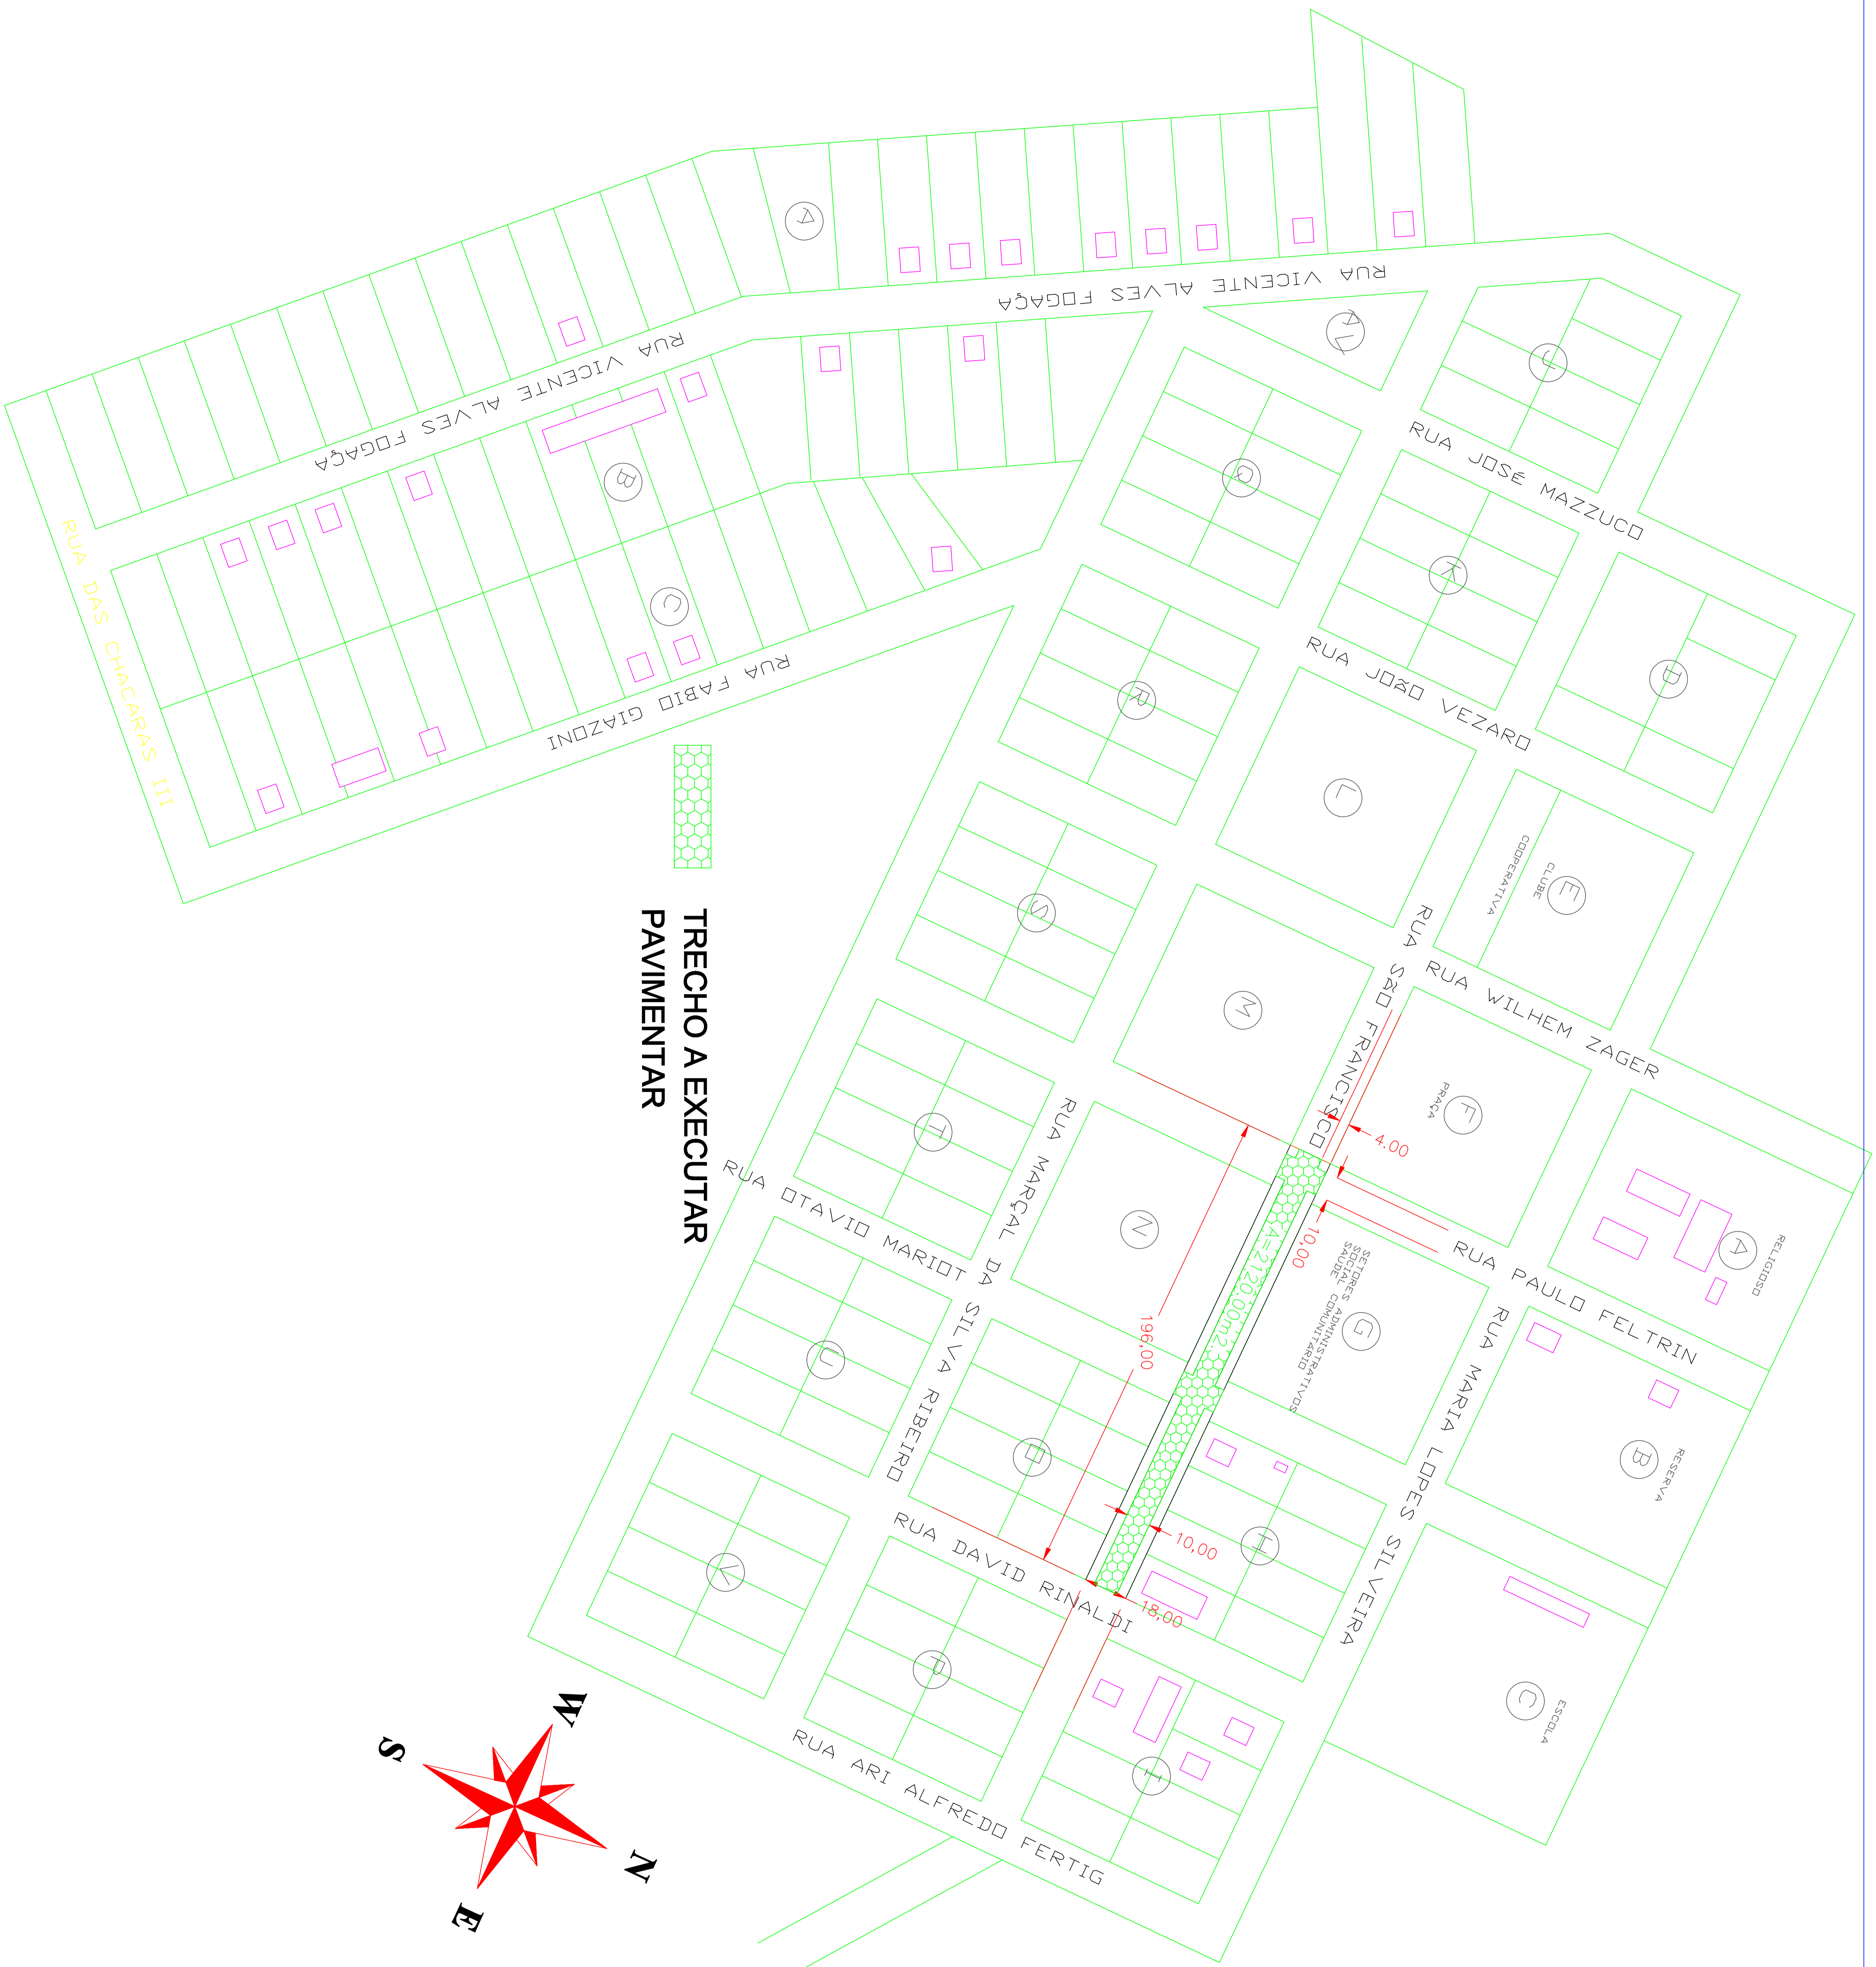 RUA VICENTE ALVES FOGAÇA
RUA VICENTE ALVES FOGAÇA
RUA DAS CHACARAS III
RUA FABIO GIAZONI
RUA JOSÉ MAZZUCO
RUA JOÃO VEZARO
RUA WILHEM ZAGER
RUA SÃO FRANCISCO
RUA PAULO FELTRIN
RUA MARIA LOPES SILVEIRA
RUA MARÇAL DA SILVA RIBEIRO
RUA OTAVIO MARIOT
RUA DAVID RINALDI
RUA ARI ALFREDO FERTIG
TRECHO A EXECUTAR
PAVIMENTAR
A
B
C
J
Q
K
R
L
E
CLUBE
COOPERATIVA
S
M
F
PRAÇA
T
N
G
SETORES ADMINISTRATIVOS
SOCIAL COMUNITÁRIO
SAUDE
A
RELIGIOSO
B
RESERVA
C
ESCOLA
U
H
V
I
4.00
10,00
A=2120.00m2
196,00
10,00
18,00
W
S
N
E